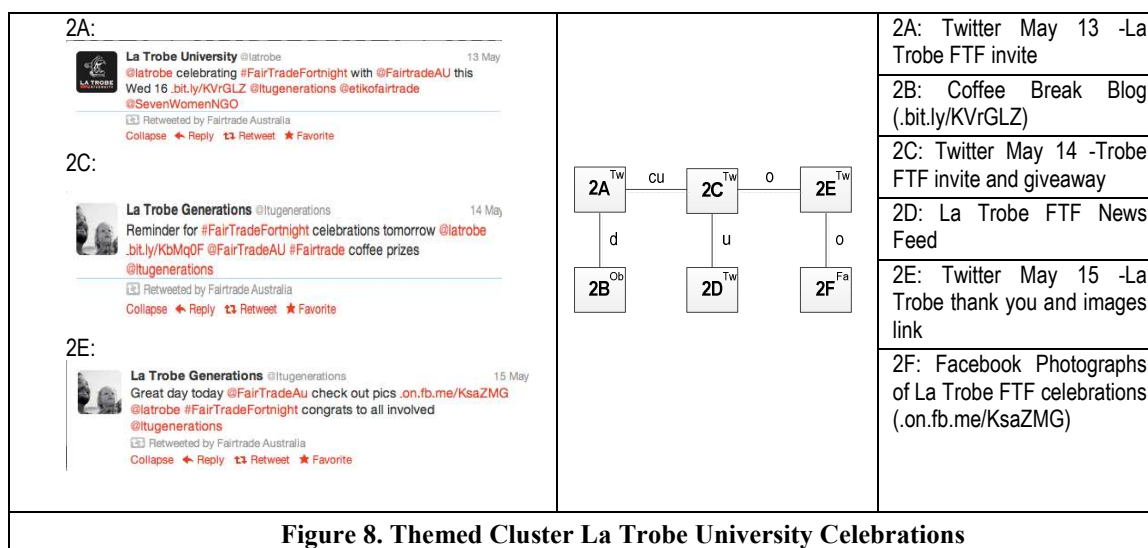 2A:
LA TROBE
UNIVERSITY
La Trobe University @latrobe 13 May
@latrobe celebrating #FairTradeFortnight with @FairtradeAU this
Wed 16 .bit.ly/KVrGLZ @ltugenerations @etikofairtrade
@SevenWomenNGO
Retweeted by Fairtrade Australia
Collapse Reply Retweet Favorite
2C:
La Trobe Generations @ltugenerations 14 May
Reminder for #FairTradeFortnight celebrations tomorrow @latrobe
.bit.ly/KbMq0F @FairTradeAU #Fairtrade coffee prizes
@ltugenerations
Retweeted by Fairtrade Australia
Collapse Reply Retweet Favorite
2E:
La Trobe Generations @ltugenerations 15 May
Great day today @FairTradeAu check out pics .on.fb.me/KsaZMG
@latrobe #FairTradeFortnight congrats to all involved
@ltugenerations
Retweeted by Fairtrade Australia
Collapse Reply Retweet Favorite
2A Tw cu 2C Tw o 2E Tw
d u o
2B Ob 2D Tw 2F Fa
2A: Twitter May 13 -La
Trobe FTF invite
2B: Coffee Break Blog
(.bit.ly/KVrGLZ)
2C: Twitter May 14 -Trobe
FTF invite and giveaway
2D: La Trobe FTF News
Feed
2E: Twitter May 15 -La
Trobe thank you and images
link
2F: Facebook Photographs
of La Trobe FTF celebrations
(.on.fb.me/KsaZMG)
Figure 8. Themed Cluster La Trobe University Celebrations